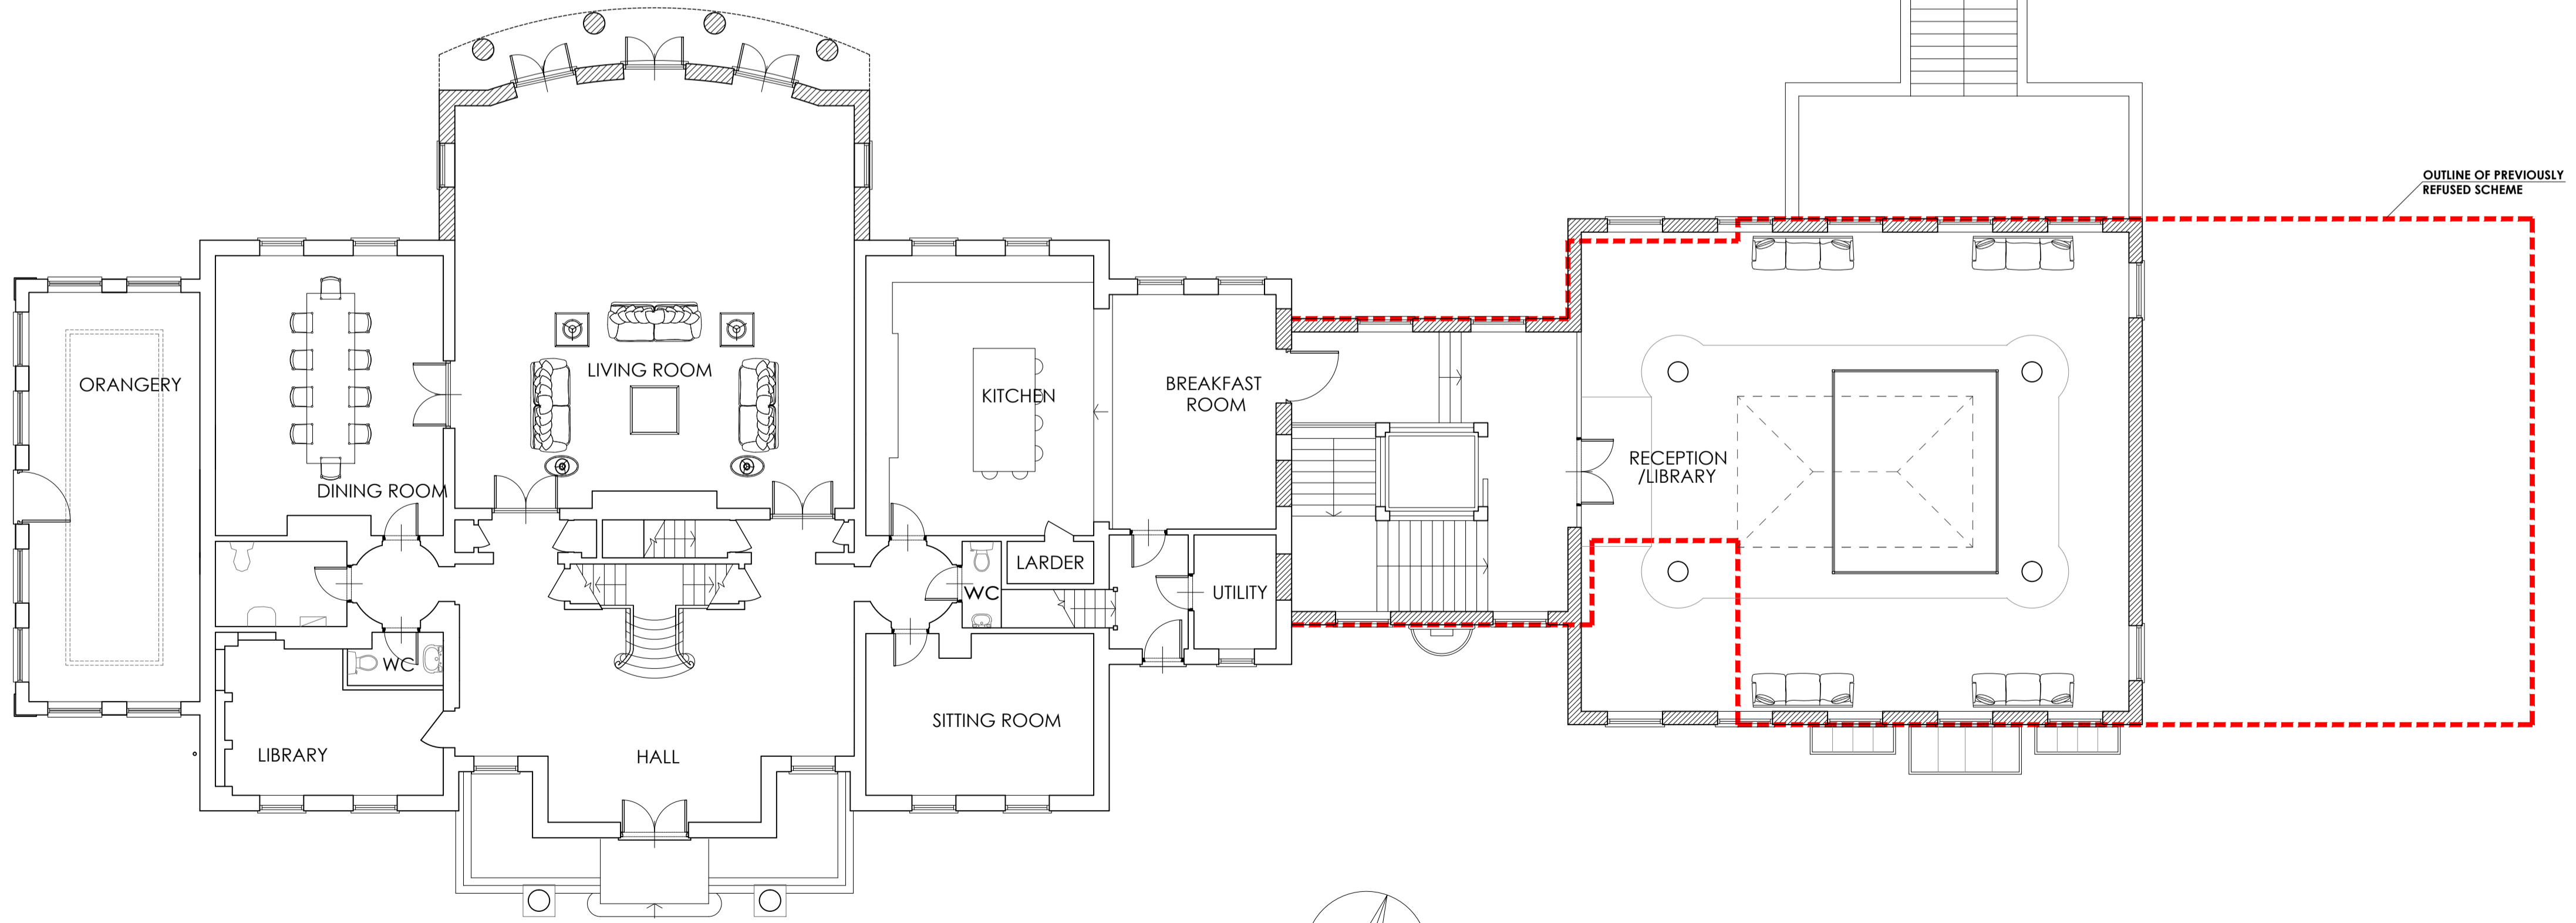 OUTLINE OF PREVIOUSLY
REFUSED SCHEME
ORANGERY
DINING ROOM
LIVING ROOM
KITCHEN
BREAKFAST
ROOM
RECEPTION
/LIBRARY
LARDER
WC
UTILITY
WC
LIBRARY
HALL
SITTING ROOM